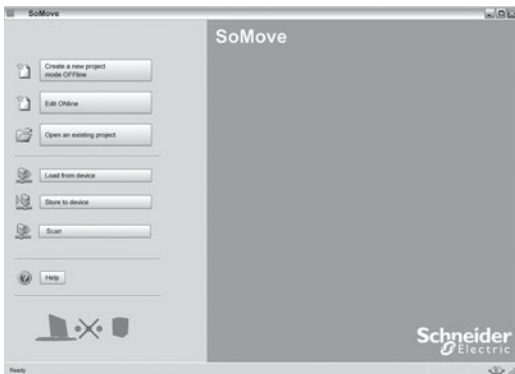 SoMove
SoMove
Create a new project
mode OFFline
Edit ONline
Open an existing project
Load from device
Store to device
Scan
Help
Schneider
Electric
Ready